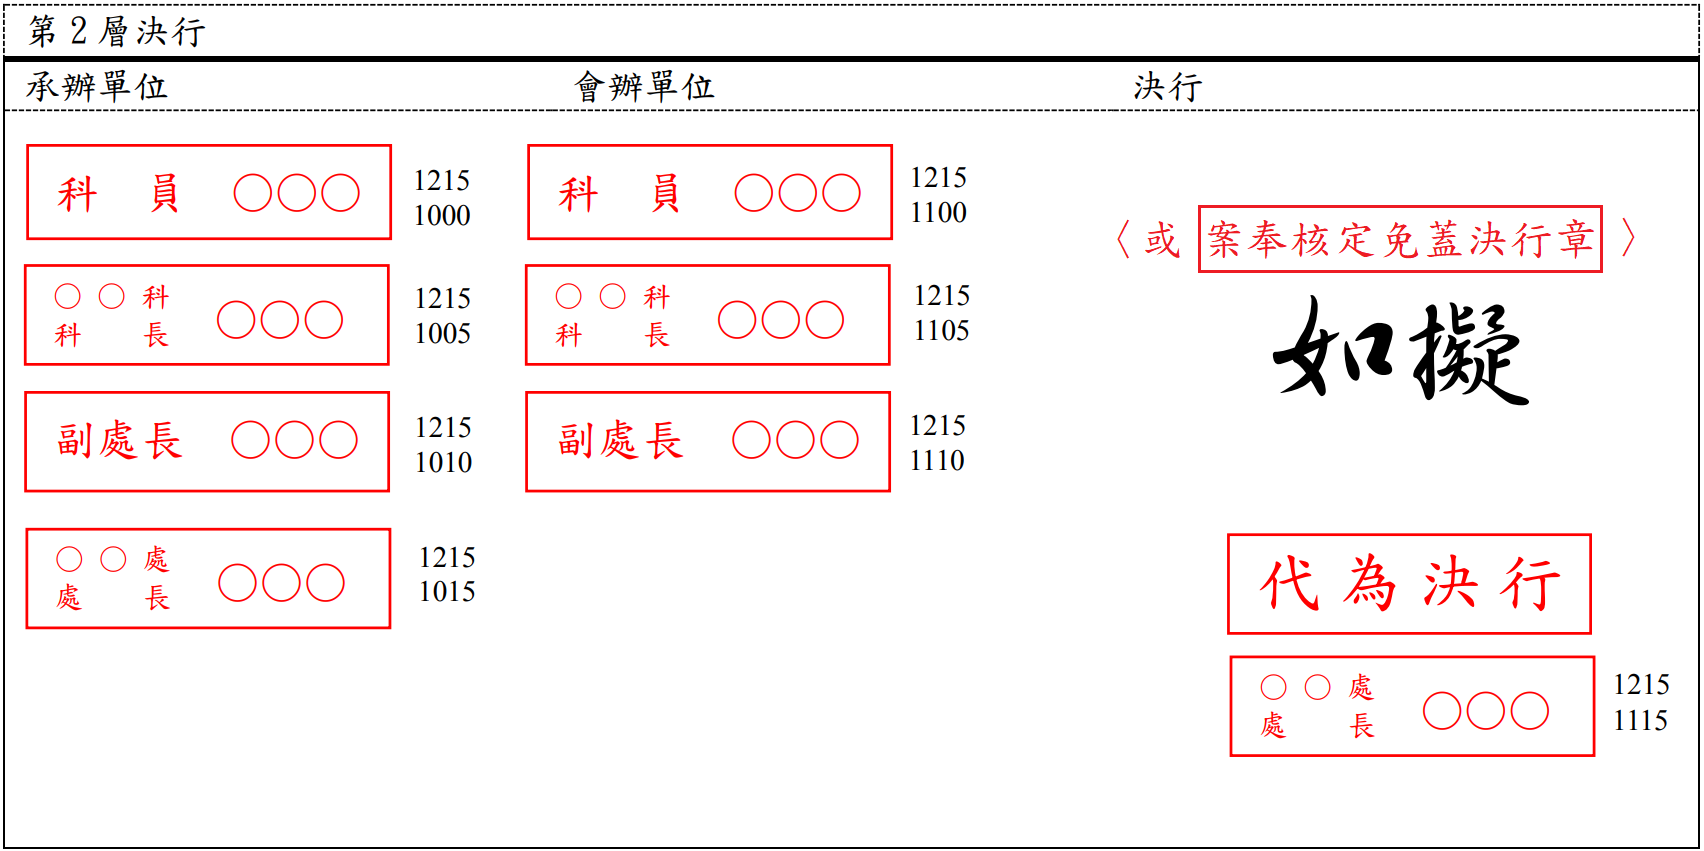 第 2 層決行
承辦單位 會辦單位 決行
科 員 ○○○ 1215 1000
科 員 ○○○ 1215 1100
〈 或 案奉核定免蓋決行章 〉
○ ○ 科 科 長 ○○○ 1215 1005
○ ○ 科 科 長 ○○○ 1215 1105
如擬
副處長 ○○○ 1215 1010
副處長 ○○○ 1215 1110
○ ○ 處 處 長 ○○○ 1215 1015
代為決行
○ ○ 處 處 長 ○○○ 1215 1115